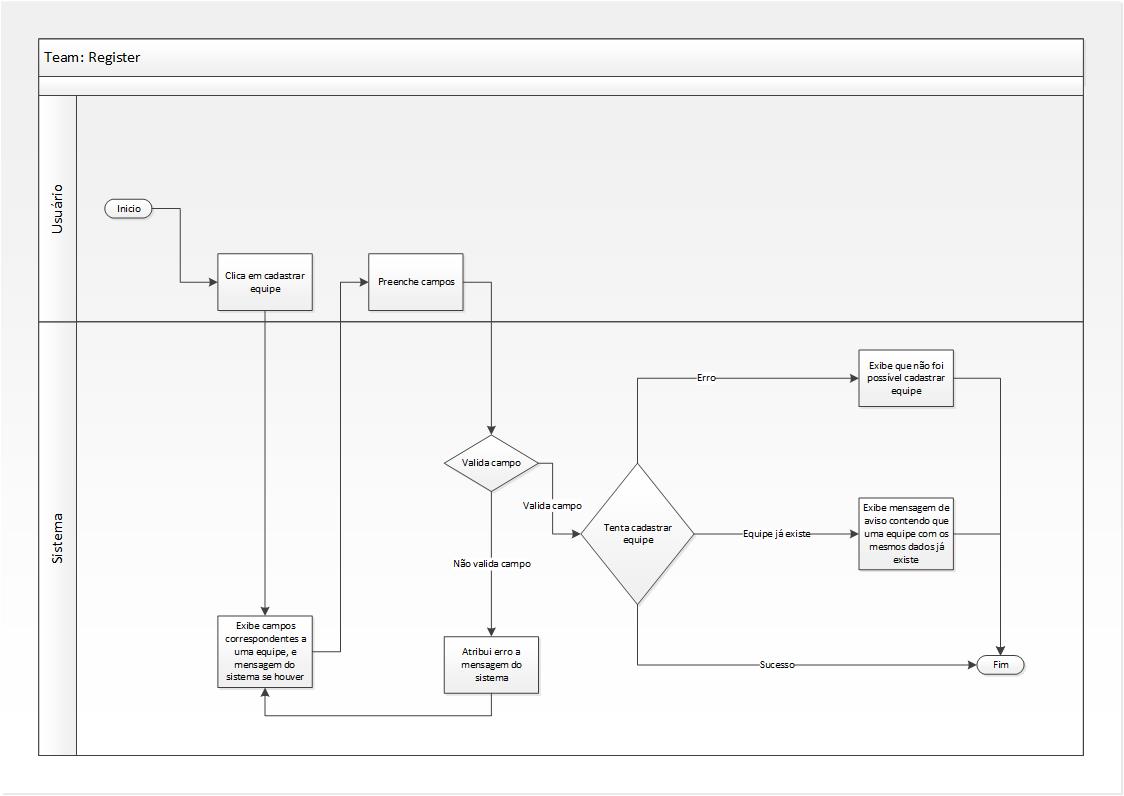 Team: Register
Usuário
Inicio
Clica em cadastrar
equipe
Preenche campos
Sistema
Exibe que não foi
possível cadastrar
equipe
Erro
Valida campo
Valida campo
Tenta cadastrar
equipe
Equipe já existe
Exibe mensagem de
aviso contendo que
uma equipe com os
mesmos dados já
existe
Não valida campo
Exibe campos
correspondentes a
uma equipe, e
mensagem do
sistema se houver
Atribui erro a
mensagem do
sistema
Sucesso
Fim